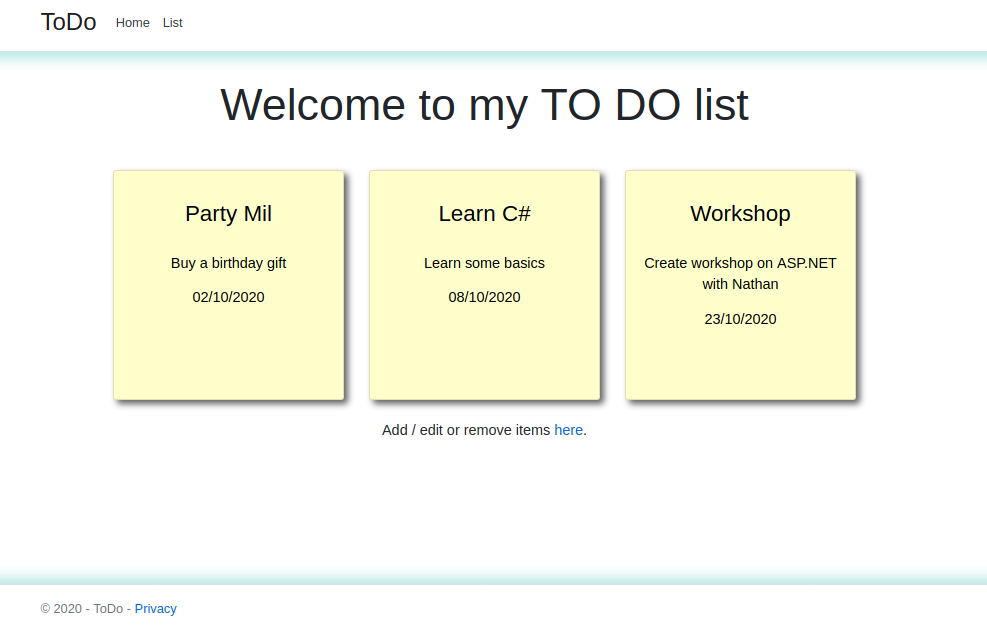 ToDo Home List
Welcome to my TO DO list
Party Mil
Buy a birthday gift
02/10/2020
Learn C#
Learn some basics
08/10/2020
Workshop
Create workshop on ASP.NET
with Nathan
23/10/2020
Add / edit or remove items here.
© 2020 - ToDo - Privacy